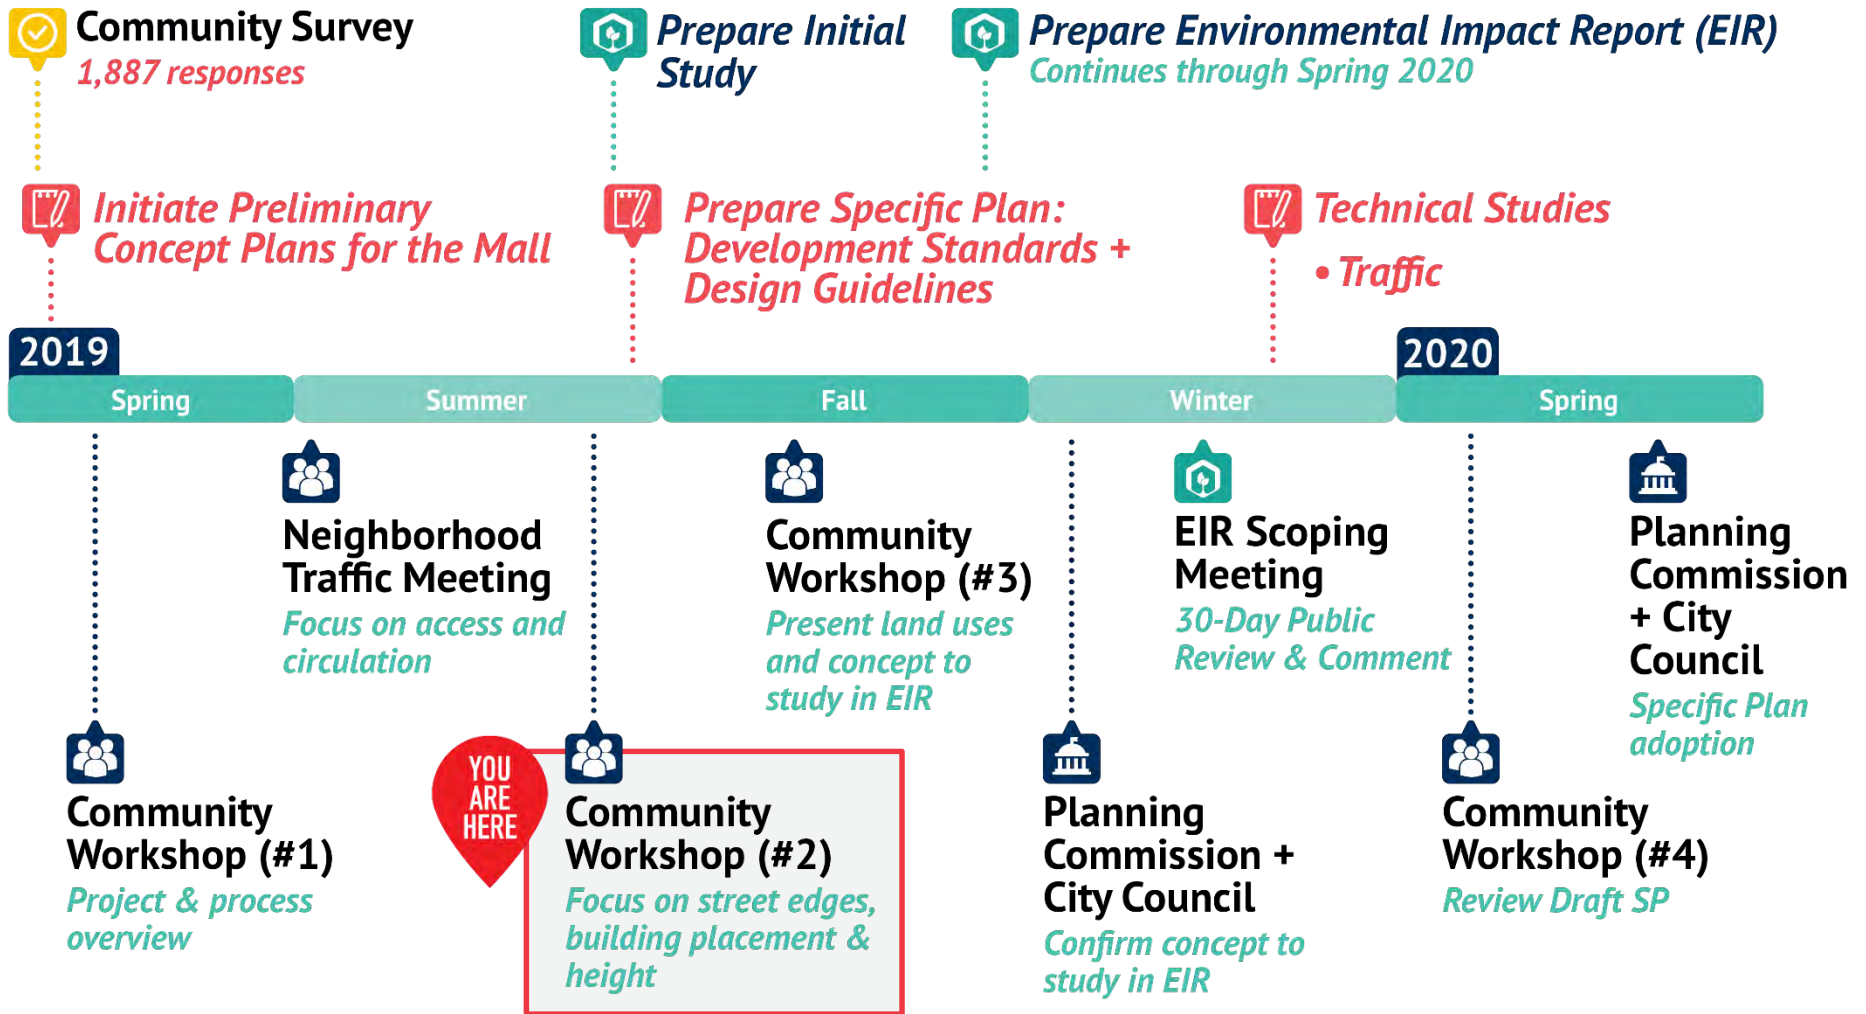 Community Survey
1,887 responses
Prepare Initial
Study
Prepare Environmental Impact Report (EIR)
Continues through Spring 2020
Initiate Preliminary
Concept Plans for the Mall
Prepare Specific Plan:
Development Standards +
Design Guidelines
Technical Studies
• Traffic
2019
2020
Spring
Summer
Fall
Winter
Spring
Neighborhood
Traffic Meeting
Focus on access and
circulation
Community
Workshop (#3)
Present land uses
and concept to
study in EIR
EIR Scoping
Meeting
30-Day Public
Review & Comment
Planning
Commission
+ City
Council
Specific Plan
adoption
Community
Workshop (#1)
Project & process
overview
YOU
ARE
HERE
Community
Workshop (#2)
Focus on street edges,
building placement &
height
Planning
Commission +
City Council
Confirm concept to
study in EIR
Community
Workshop (#4)
Review Draft SP